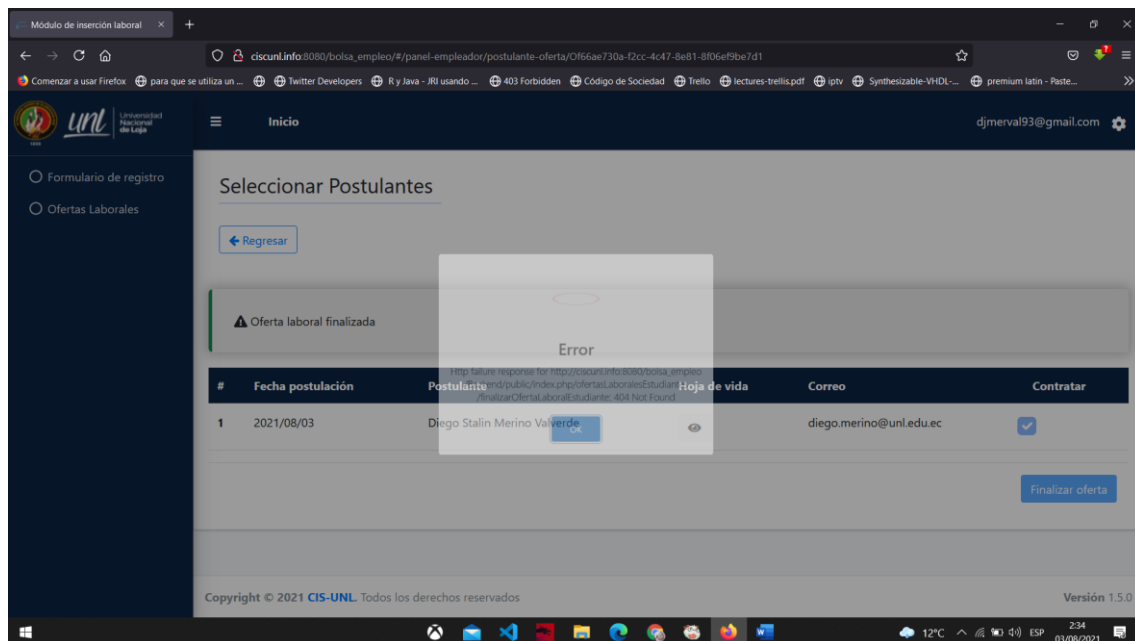 Módulo de inserción laboral
ciscunl.info:8080/bolsa_empleo/#/panel-empleador/postulante-oferta/0f66ae730a-f2cc-4c47-8e81-8f06ef9be7d1
Comenzar a usar Firefox para que se utiliza un ... Twitter Developers R y Java - JRI usando ... 403 Forbidden Código de Sociedad Trello lectures-trellis.pdf iptv Synthesizable-VHDL-... premium latin - Paste...
unl Universidad Nacional de Loja
Inicio
djmerval93@gmail.com
Formulario de registro
Ofertas Laborales
Seleccionar Postulantes
Regresar
Oferta laboral finalizada
Error
Http failure response for http://ciscunl.info:8080/bolsa_empleo
/public/index.php/ofertasLaboralesEstudiante
/finalizarOfertaLaboralEstudiante: 404 Not Found
OK
# Fecha postulación Postulante Hoja de vida Correo Contratar
1 2021/08/03 Diego Stalin Merino Valverde diego.merino@unl.edu.ec
Finalizar oferta
Copyright © 2021 CIS-UNL. Todos los derechos reservados
Versión 1.5.0
12°C ESP 2:34
03/08/2021